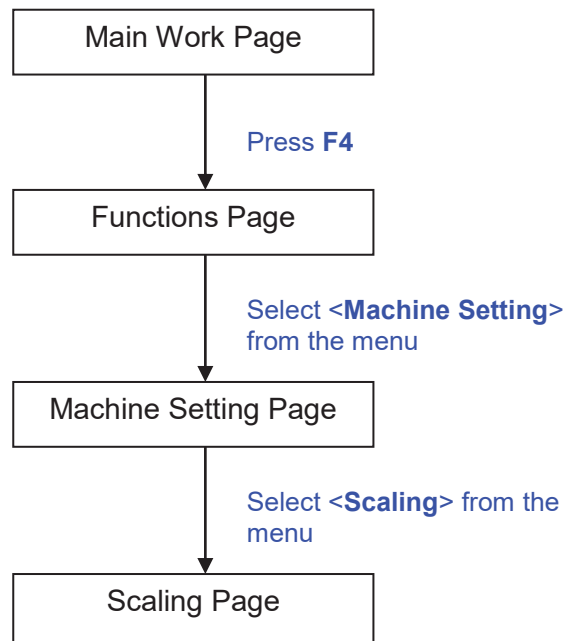 Main Work Page
Press F4
Functions Page
Select <Machine Setting>
from the menu
Machine Setting Page
Select <Scaling> from the
menu
Scaling Page